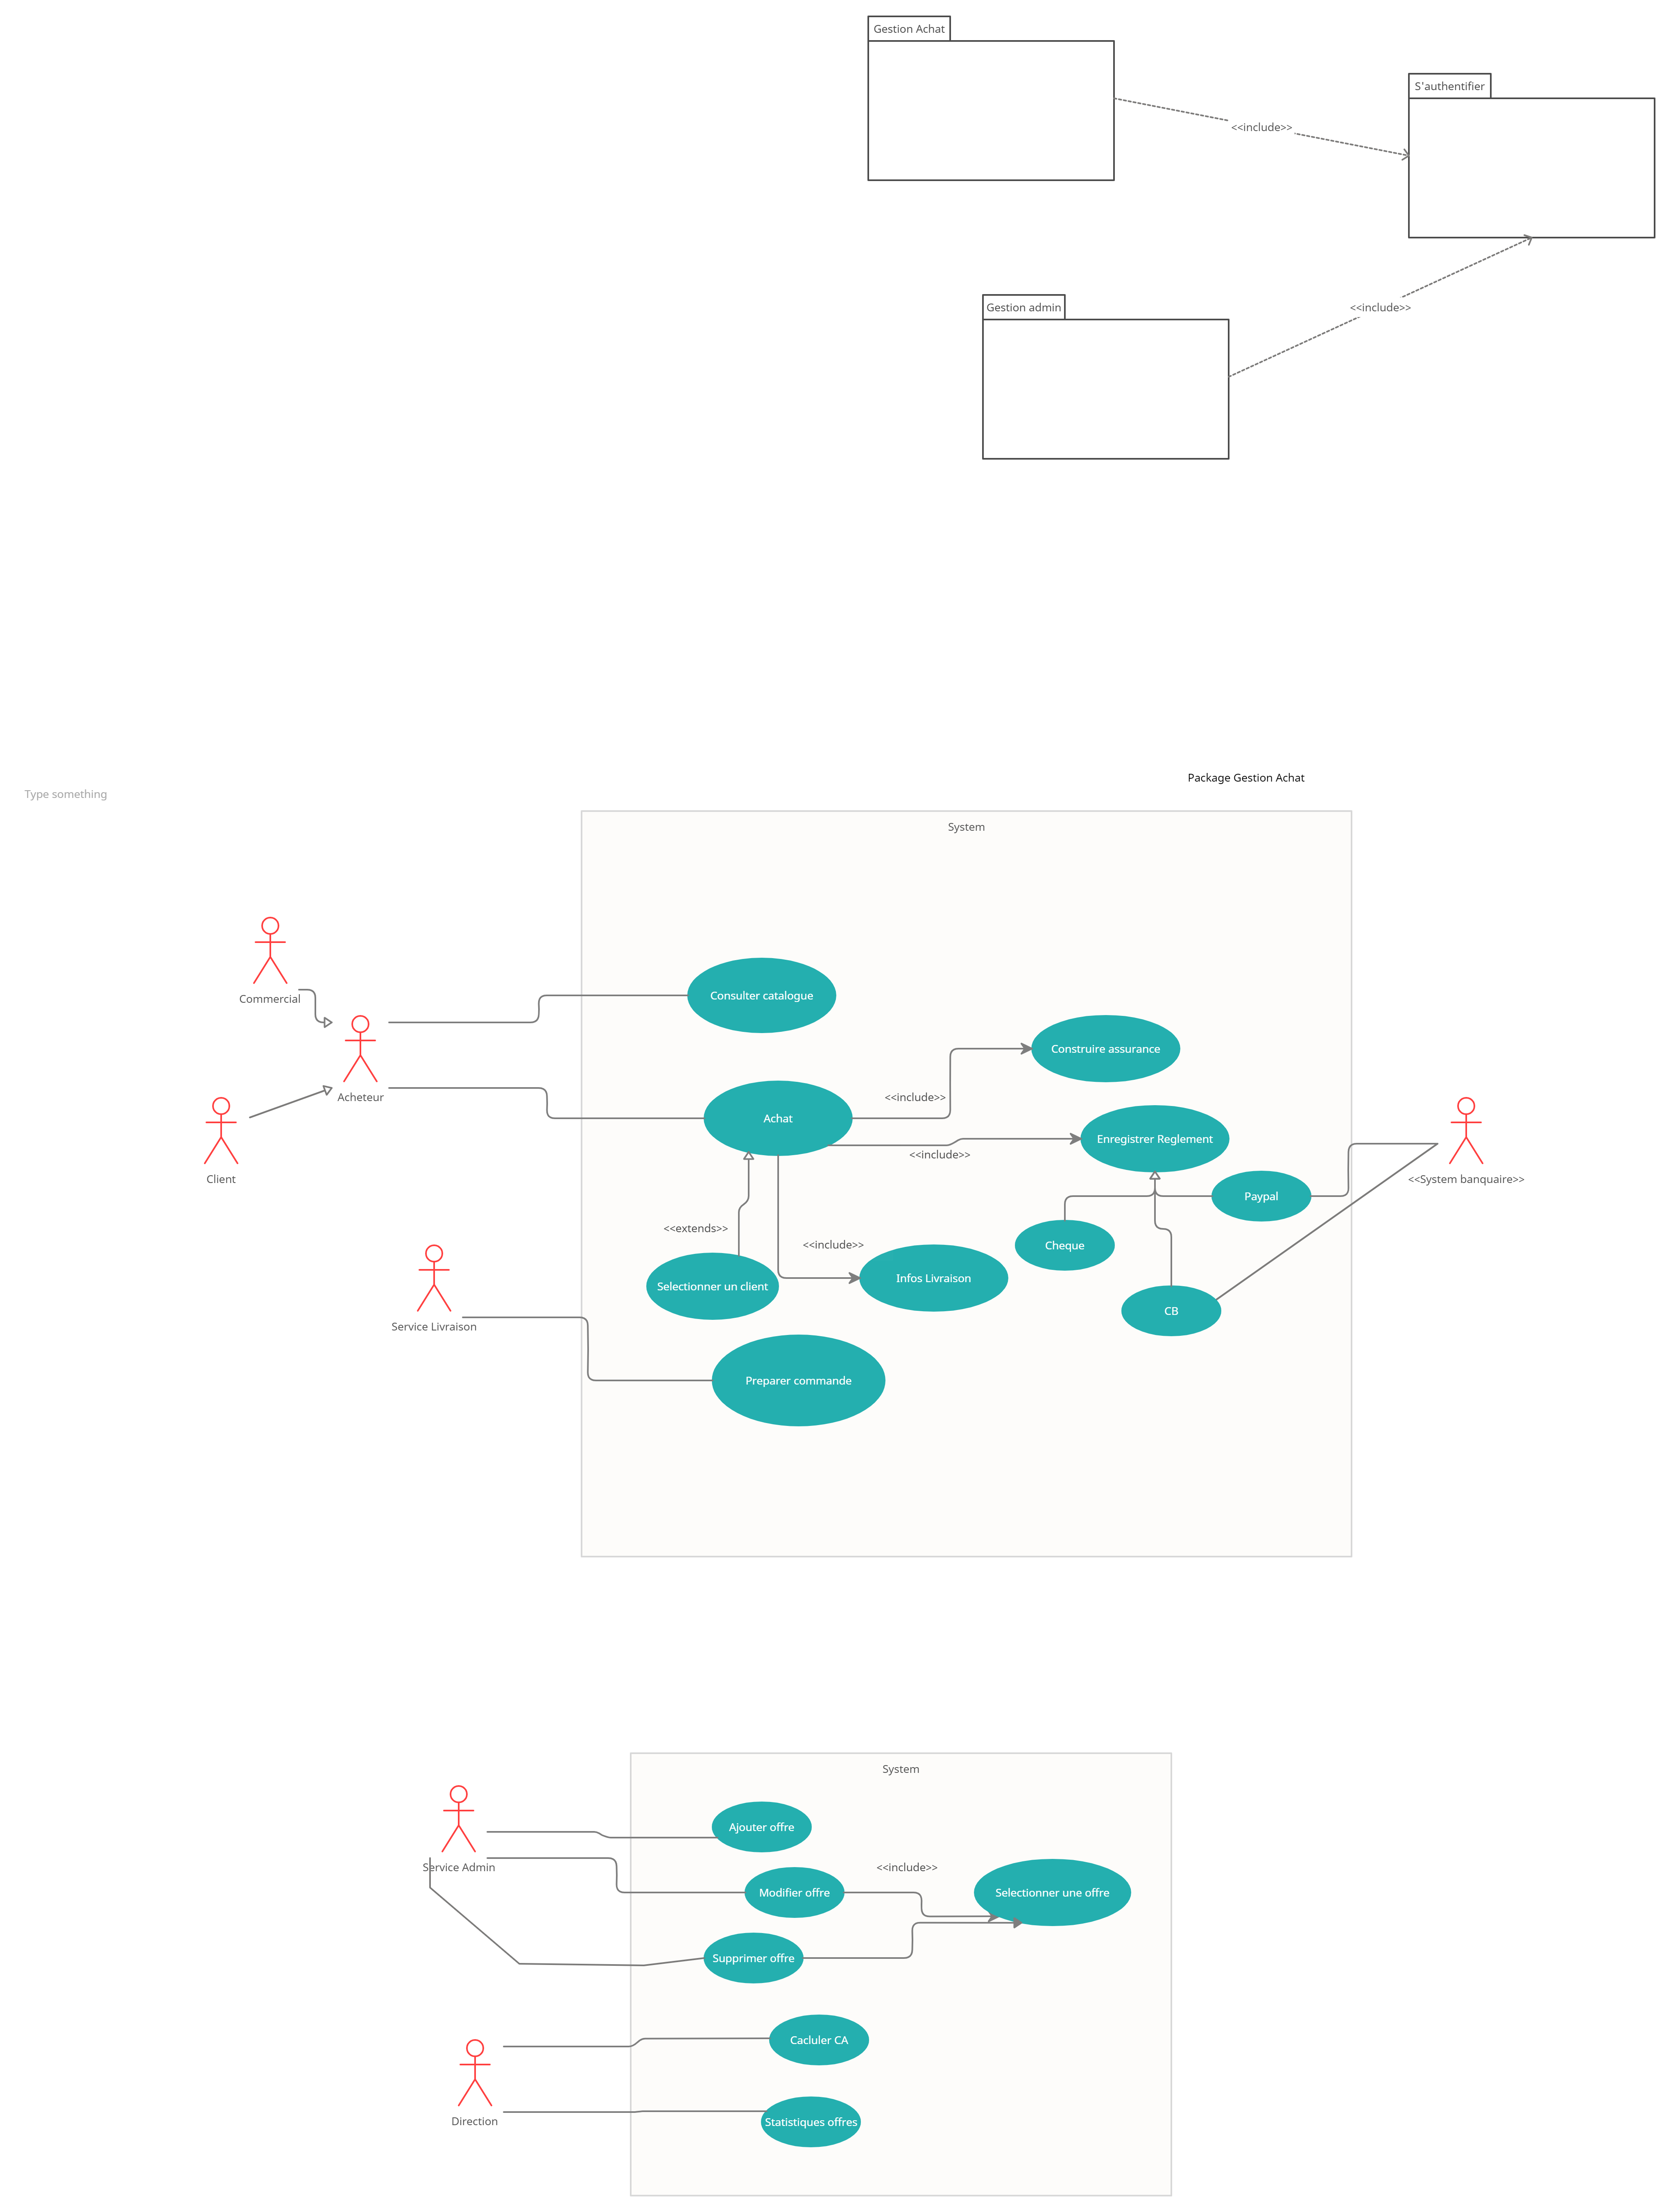 Gestion Achat
S'authentifier
<<include>>
Gestion admin
<<include>>
Package Gestion Achat
Type something
System
Commercial
Consulter catalogue
Construire assurance
Acheteur
<<include>>
Achat
Enregistrer Reglement
<<include>>
Client
<<System banquaire>>
Paypal
<<extends>>
<<include>>
Cheque
Selectionner un client
Infos Livraison
CB
Service Livraison
Preparer commande
System
Ajouter offre
Service Admin
<<include>>
Modifier offre
Selectionner une offre
Supprimer offre
Cacluler CA
Direction
Statistiques offres